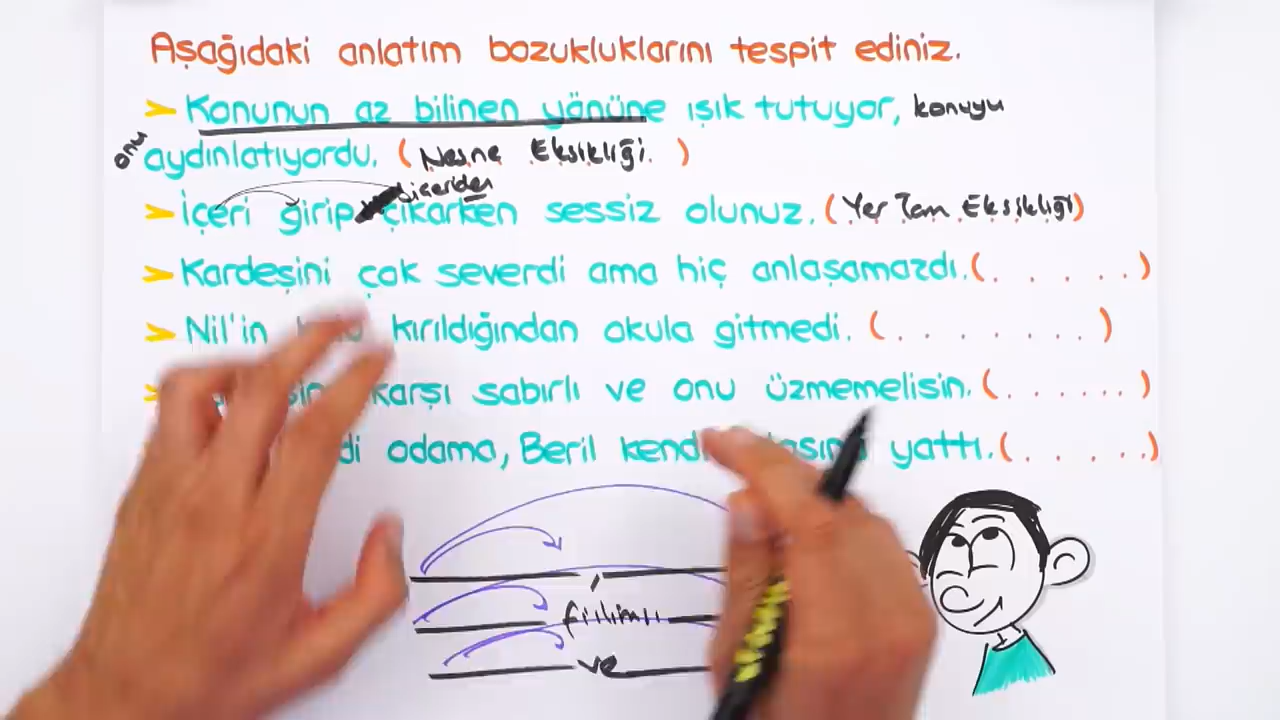 Aşağıdaki anlatım bozukluklarını tespit ediniz.
➤ Konunun az bilinen yönüne ışık tutuyor, konuyu
onu aydınlatıyordu. (Nesne Eksikliği.)
içeriden
➤ İçeri girip çıkarken sessiz olunuz. (Yer Tam Eksikliği)
➤ Kardeşini çok severdi ama hiç anlaşamazdı. (. . . . .)
➤ Nil'in kırıldığından okula gitmedi. (. . . . . . .)
karşı sabırlı ve onu üzmemelisin. (. . . . . .)
odama, Beril yattı. (. . . . .)
,
fiilimsi
ve